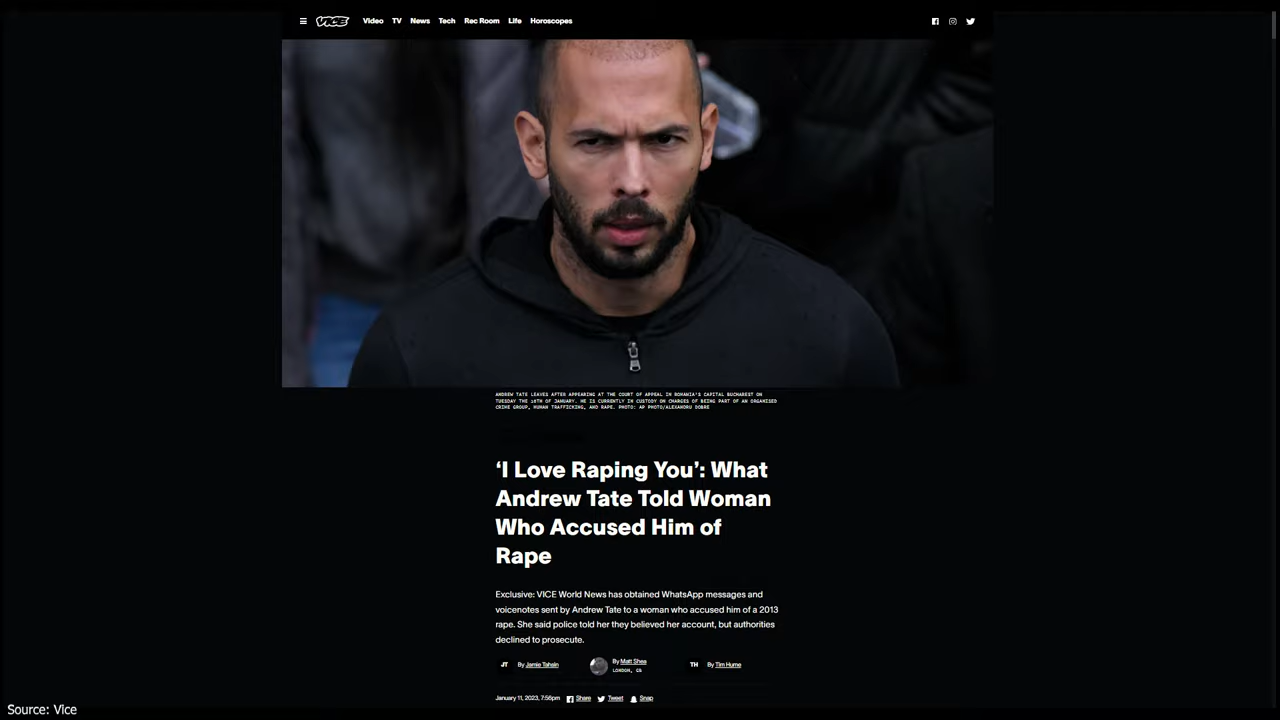 VICE Video TV News Tech Rec Room Life Horoscopes
ANDREW TATE LEAVES AFTER APPEARING AT THE COURT OF APPEAL IN ROMANIA'S CAPITAL BUCHAREST ON
TUESDAY THE 10TH OF JANUARY. HE IS CURRENTLY IN CUSTODY ON CHARGES OF BEING PART OF AN ORGANISED
CRIME GROUP, HUMAN TRAFFICKING, AND RAPE. PHOTO: AP PHOTO/ALEXANDRU DOBRE
‘I Love Raping You’: What
Andrew Tate Told Woman
Who Accused Him of
Rape
Exclusive: VICE World News has obtained WhatsApp messages and
voicenotes sent by Andrew Tate to a woman who accused him of a 2013
rape. She said police told her they believed her account, but authorities
declined to prosecute.
JT By Jamie Tahsin By Matt Shea TH By Tim Hume
LONDON, GB
January 11, 2023, 7:56pm Share Tweet Snap
Source: Vice